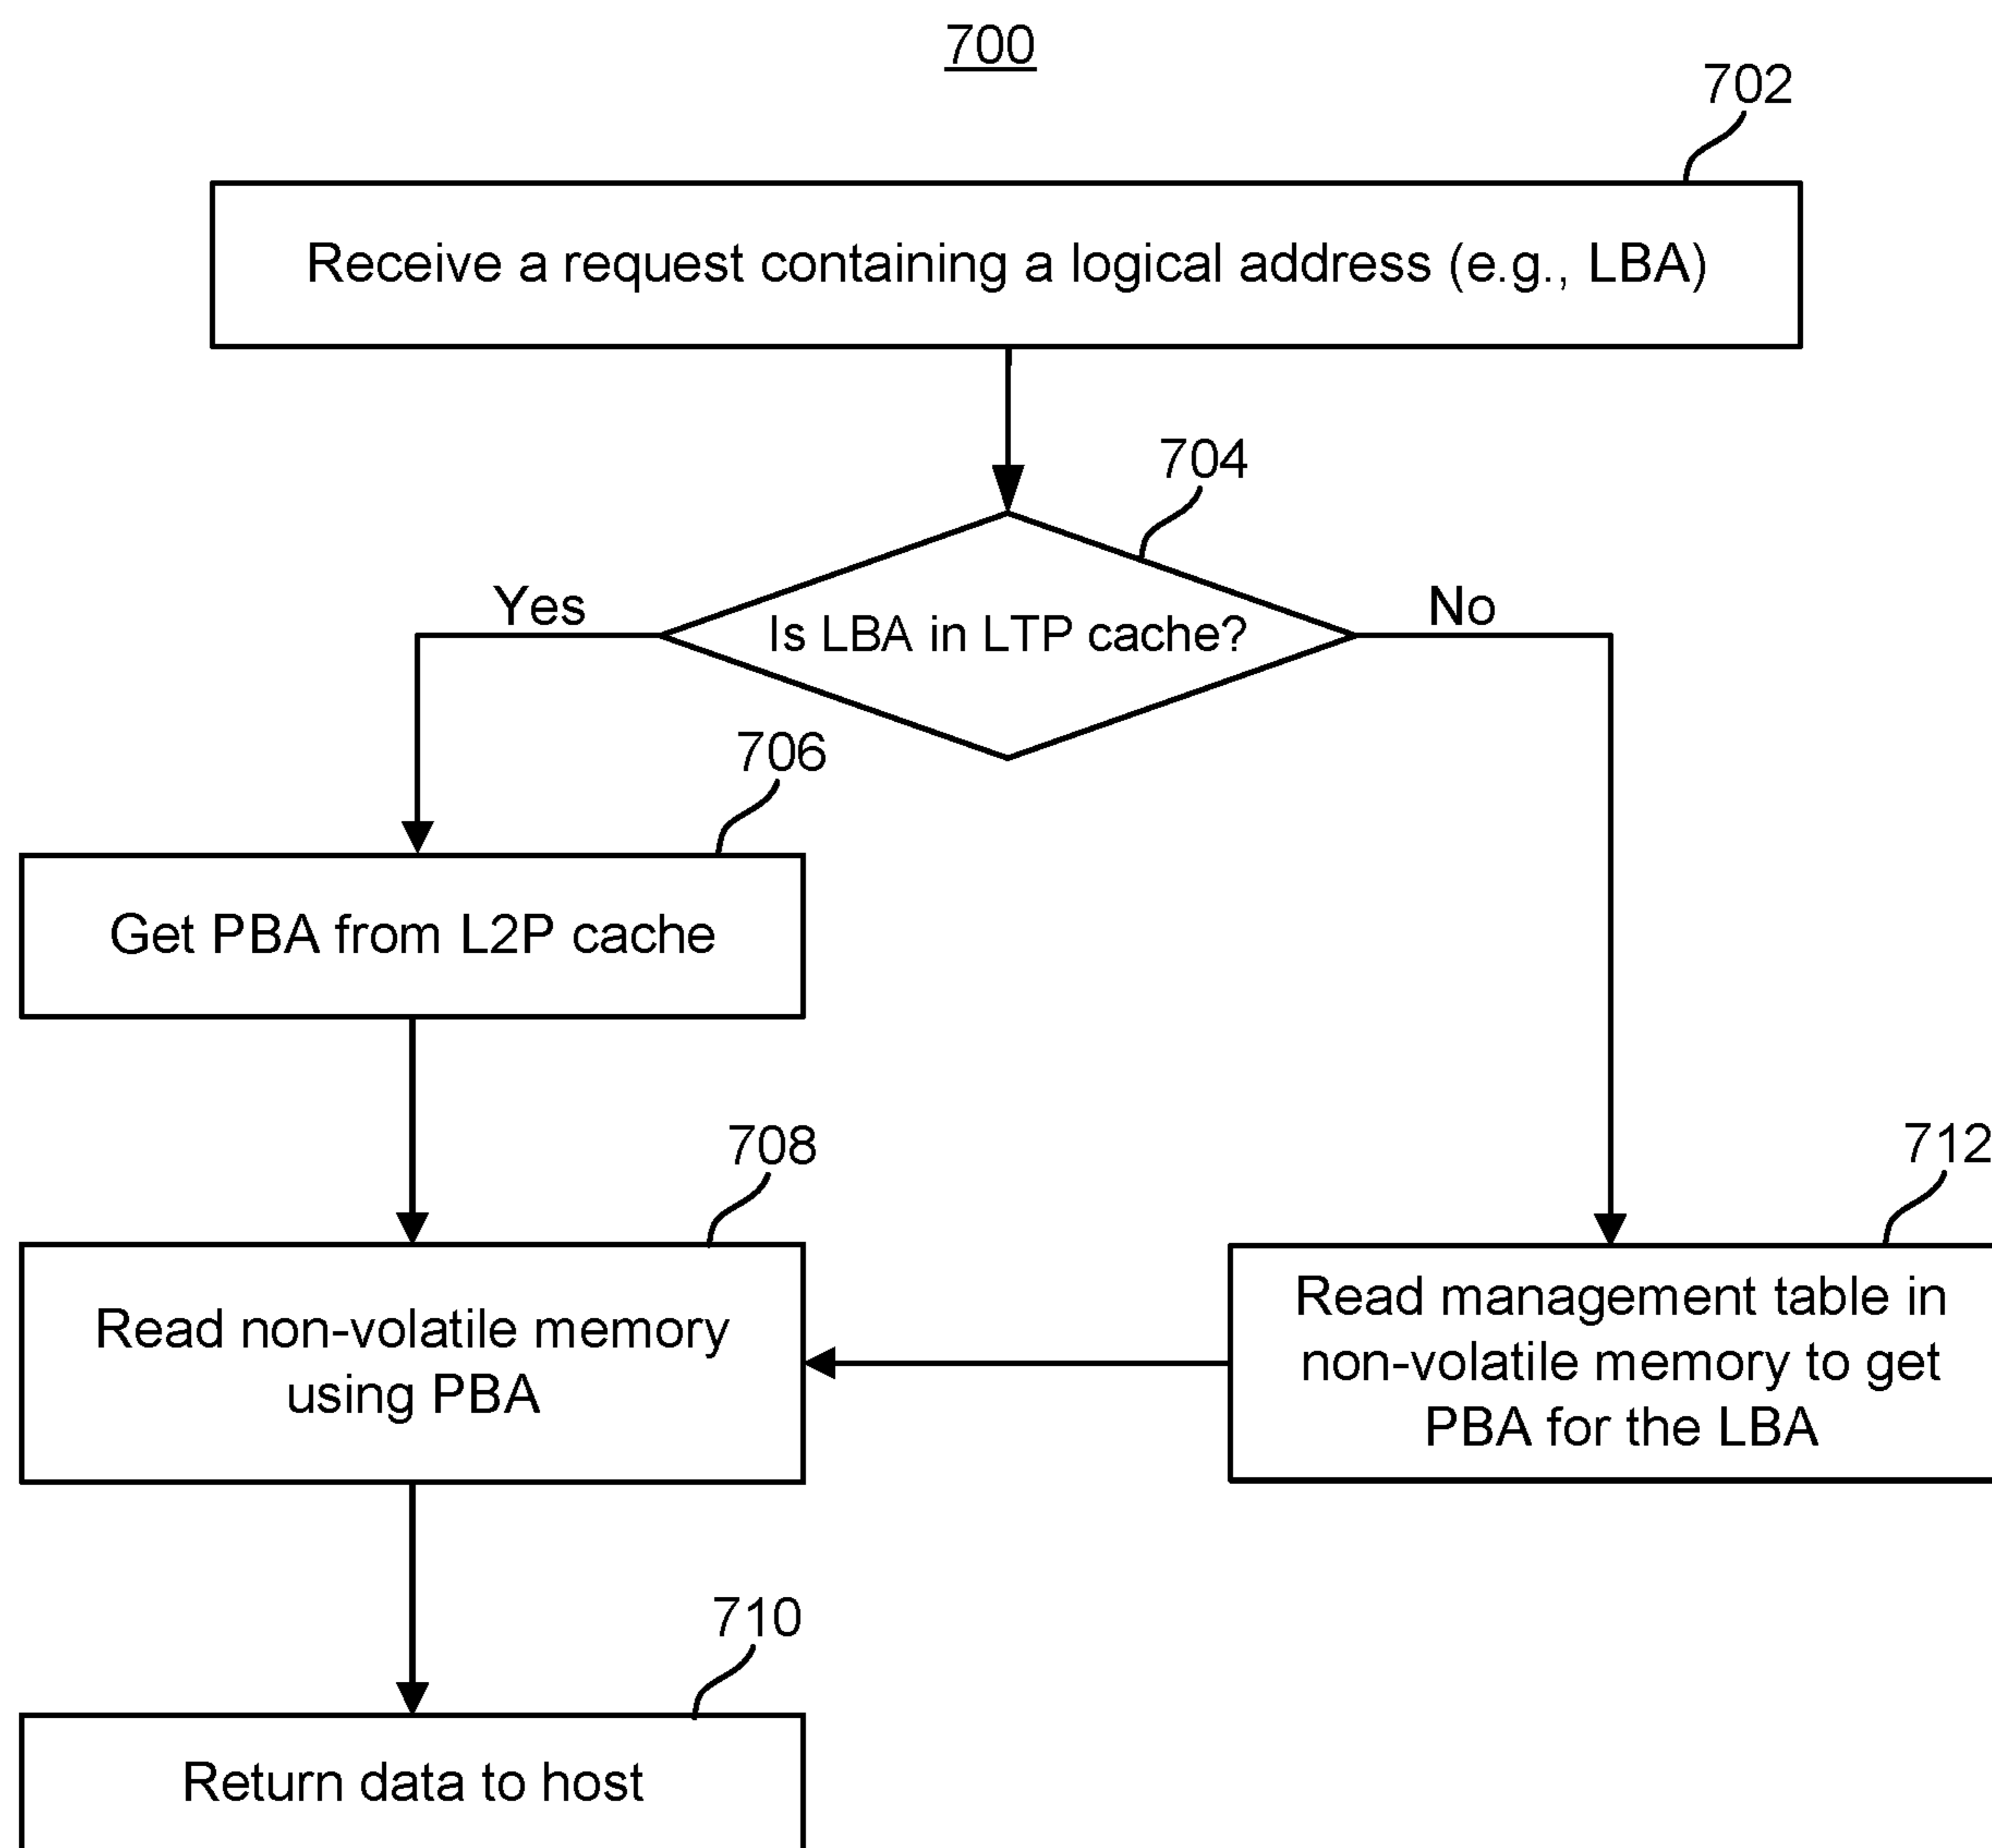 700
702
Receive a request containing a logical address (e.g., LBA)
704
Yes
No
Is LBA in LTP cache?
706
Get PBA from L2P cache
708
712
Read non-volatile memory
using PBA
Read management table in
non-volatile memory to get
PBA for the LBA
710
Return data to host